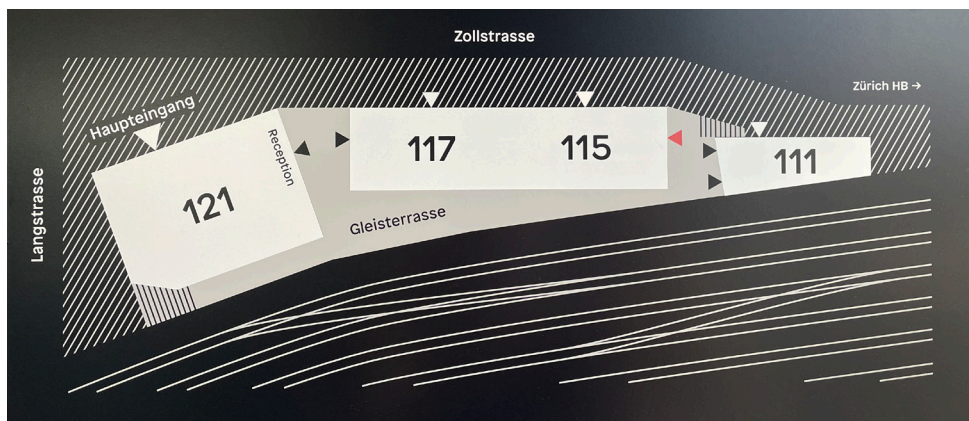 Zollstrasse
Zürich HB →
Haupteingang
Reception
117
115
111
121
Langstrasse
Gleisterrasse